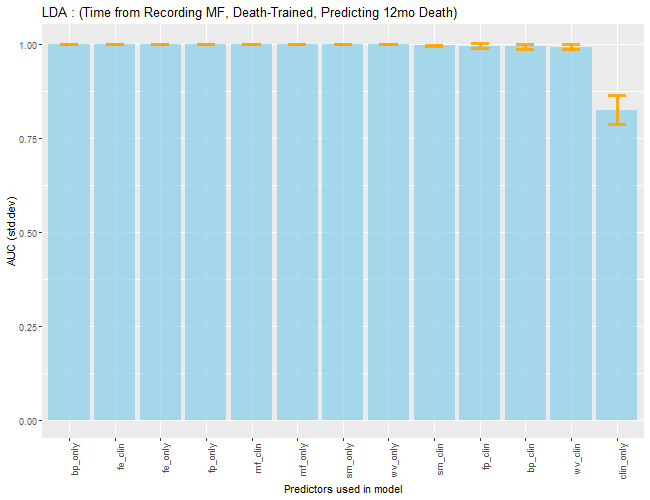 LDA : (Time from Recording MF, Death-Trained, Predicting 12mo Death)
AUC (std.dev)
1.00
0.75
0.50
0.25
0.00
bp_only
fe_clin
fe_only
fp_only
mf_clin
mf_only
sm_only
wv_only
sm_clin
fp_clin
bp_clin
wv_clin
clin_only
Predictors used in model